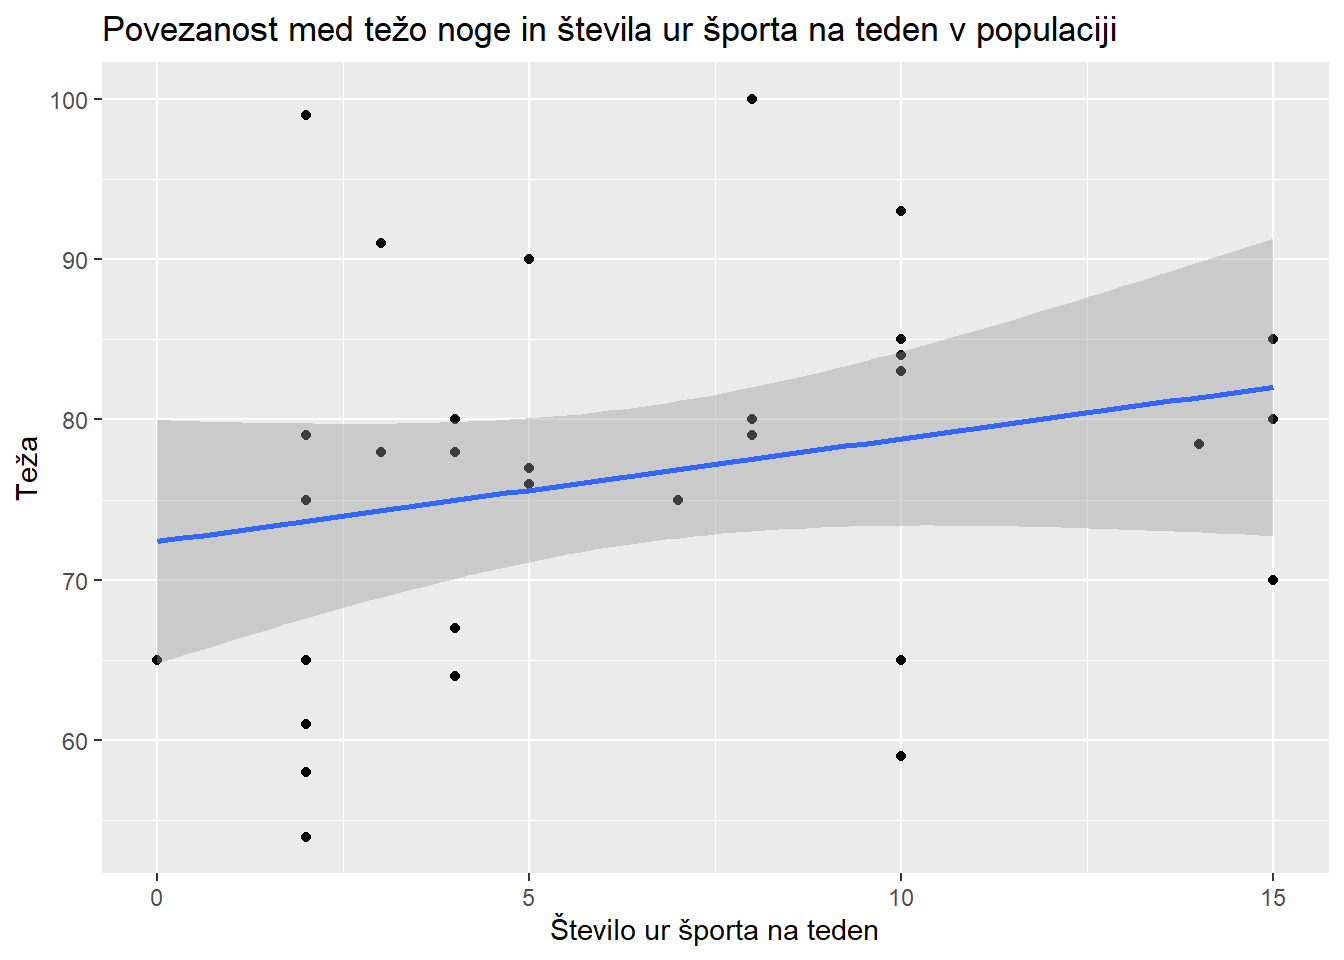 Povezanost med težo noge in števila ur športa na teden v populaciji
100
90
80
70
60
Teža
0 5 10 15
Število ur športa na teden